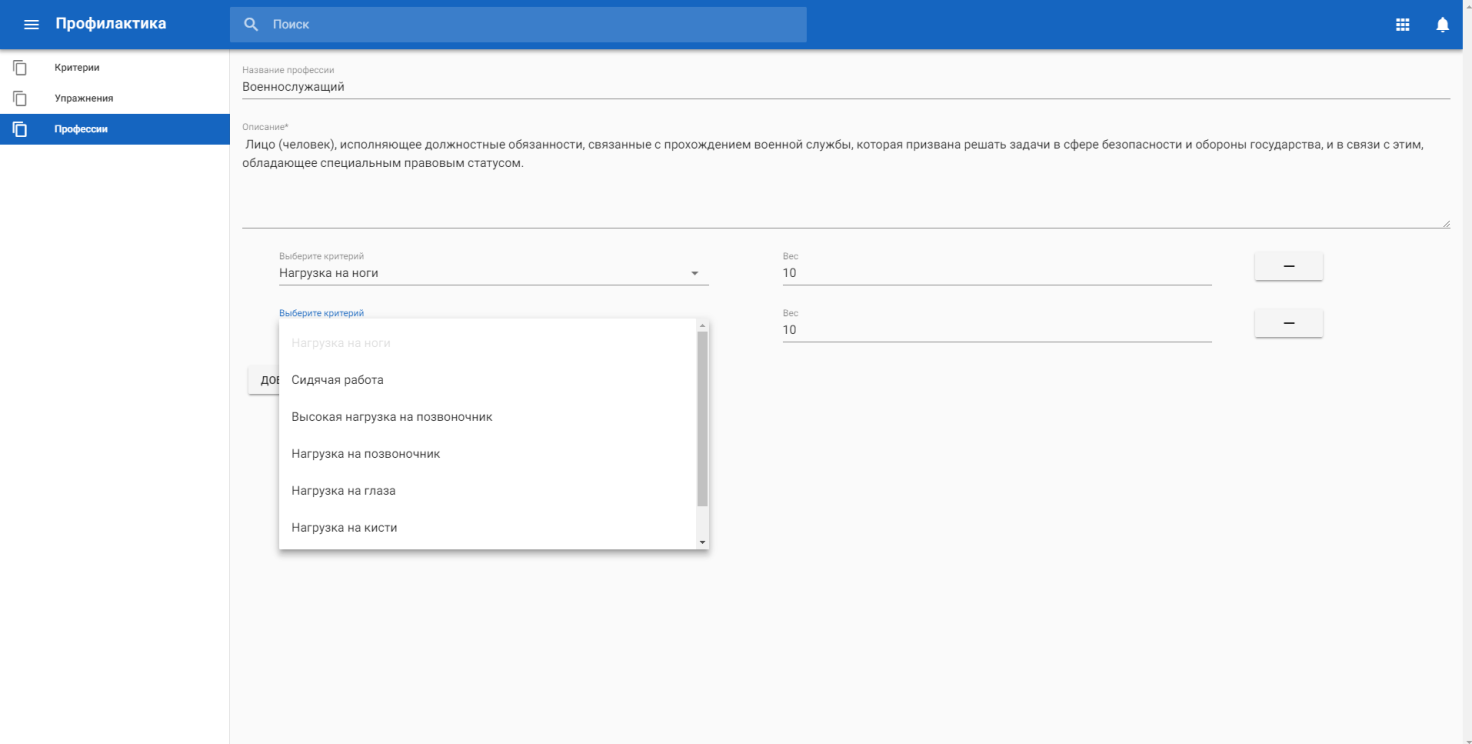 Профилактика
Поиск
Критерии
Упражнения
Профессии
Название профессии
Военнослужащий
Описание*
Лицо (человек), исполняющее должностные обязанности, связанные с прохождением военной службы, которая призвана решать задачи в сфере безопасности и обороны государства, и в связи с этим,
обладающее специальным правовым статусом.
Выберите критерий
Вес
Нагрузка на ноги
10
Выберите критерий
Вес
10
Нагрузка на ноги
ДОБ
Сидячая работа
Высокая нагрузка на позвоночник
Нагрузка на позвоночник
Нагрузка на глаза
Нагрузка на кисти